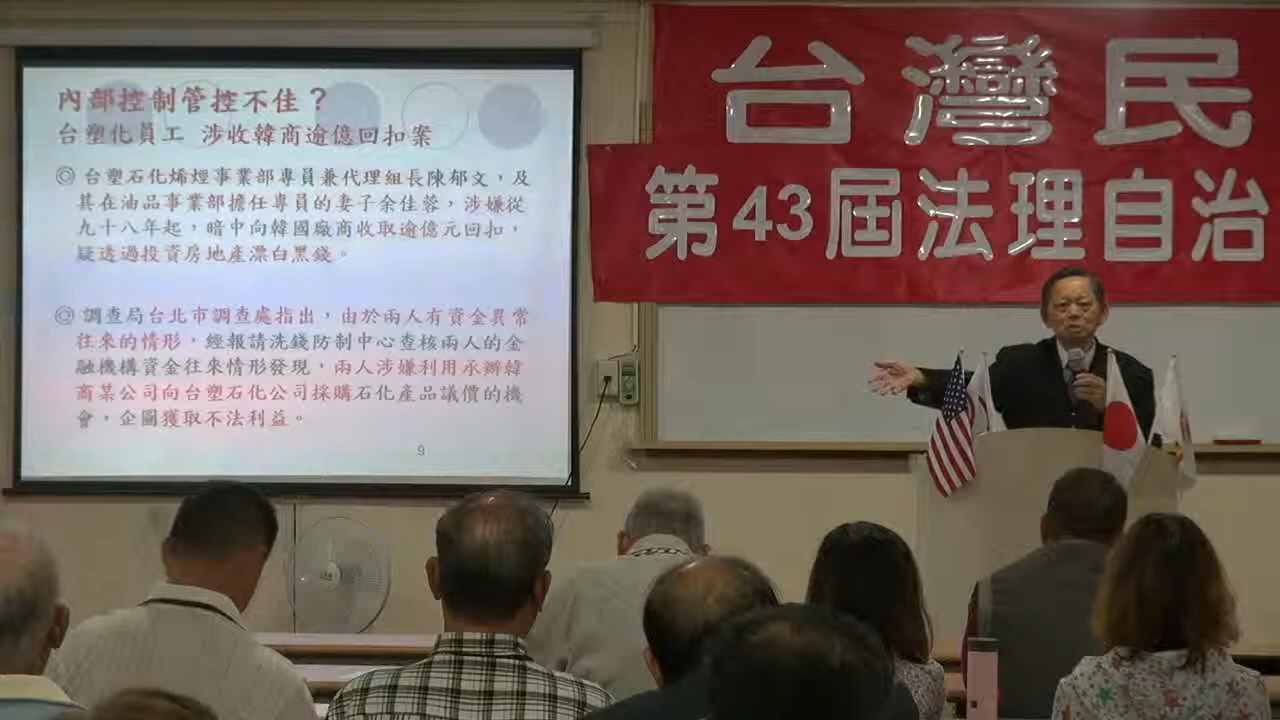 內部控制管控不佳？
台塑化員工 涉收韓商逾億回扣案
◎ 台塑石化烯烴事業部專員兼代理組長陳郁文，及
其在油品事業部擔任專員的妻子余佳蓉，涉嫌從
九十八年起，暗中向韓國廠商收取逾億元回扣，
疑透過投資房地產漂白黑錢。
◎ 調查局台北市調查處指出，由於兩人有資金異常
往來的情形，經報請洗錢防制中心查核兩人的金
融機構資金往來情形發現，兩人涉嫌利用承辦韓
商某公司向台塑石化公司採購石化產品議價的機
會，企圖獲取不法利益。
9
台灣民
第43屆法理自治